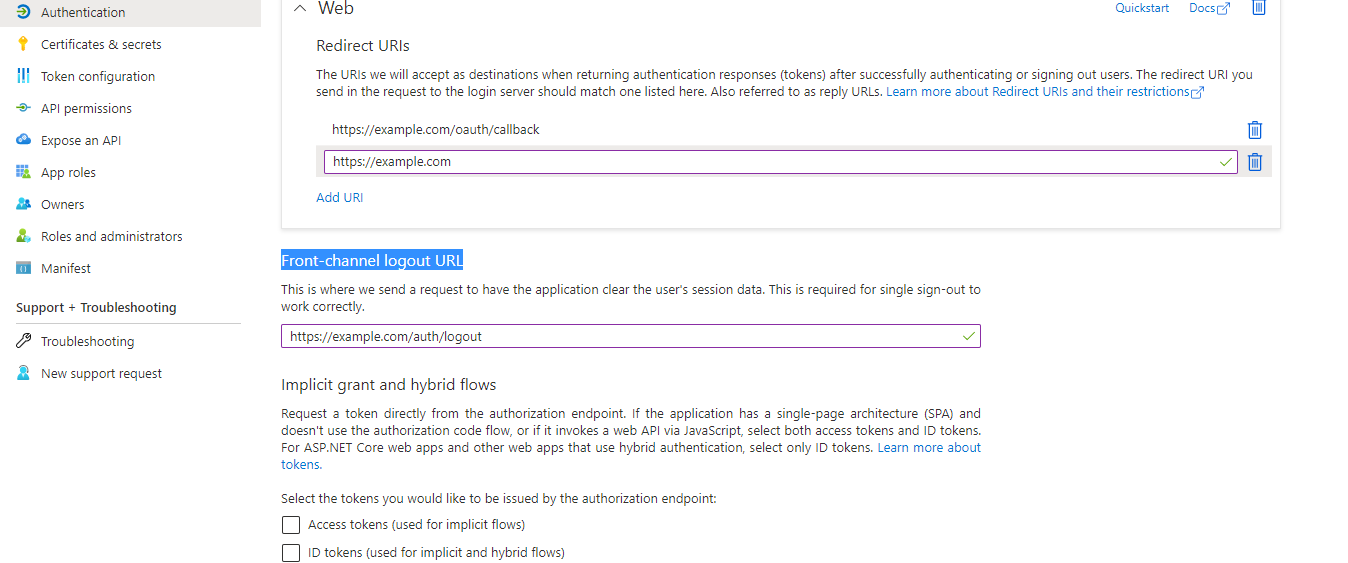 Authentication
Certificates & secrets
Token configuration
API permissions
Expose an API
App roles
Owners
Roles and administrators
Manifest
Support + Troubleshooting
Troubleshooting
New support request
Web
Quickstart
Docs
Redirect URIs
The URIs we will accept as destinations when returning authentication responses (tokens) after successfully authenticating or signing out users. The redirect URI you
send in the request to the login server should match one listed here. Also referred to as reply URLs. Learn more about Redirect URIs and their restrictions
https://example.com/oauth/callback
https://example.com
Add URI
Front-channel logout URL
This is where we send a request to have the application clear the user's session data. This is required for single sign-out to
work correctly.
https://example.com/auth/logout
Implicit grant and hybrid flows
Request a token directly from the authorization endpoint. If the application has a single-page architecture (SPA) and
doesn't use the authorization code flow, or if it invokes a web API via JavaScript, select both access tokens and ID tokens.
For ASP.NET Core web apps and other web apps that use hybrid authentication, select only ID tokens. Learn more about
tokens.
Select the tokens you would like to be issued by the authorization endpoint:
Access tokens (used for implicit flows)
ID tokens (used for implicit and hybrid flows)